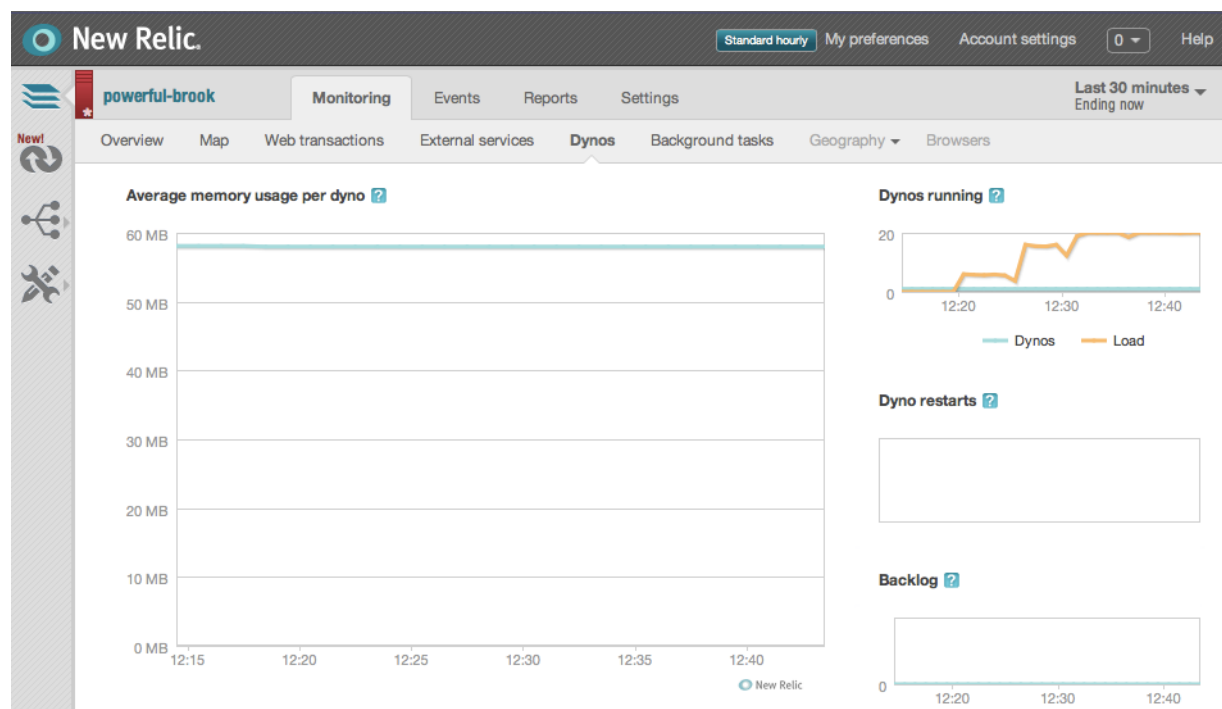 New Relic.
Standard hourly My preferences Account settings 0 Help
powerful-brook Monitoring Events Reports Settings Last 30 minutes
Ending now
New!
Overview Map Web transactions External services Dynos Background tasks Geography Browsers
Average memory usage per dyno ?
60 MB
50 MB
40 MB
30 MB
20 MB
10 MB
0 MB
12:15 12:20 12:25 12:30 12:35 12:40
New Relic
Dynos running ?
20
0
12:20 12:30 12:40
Dynos Load
Dyno restarts ?
Backlog ?
0
12:20 12:30 12:40